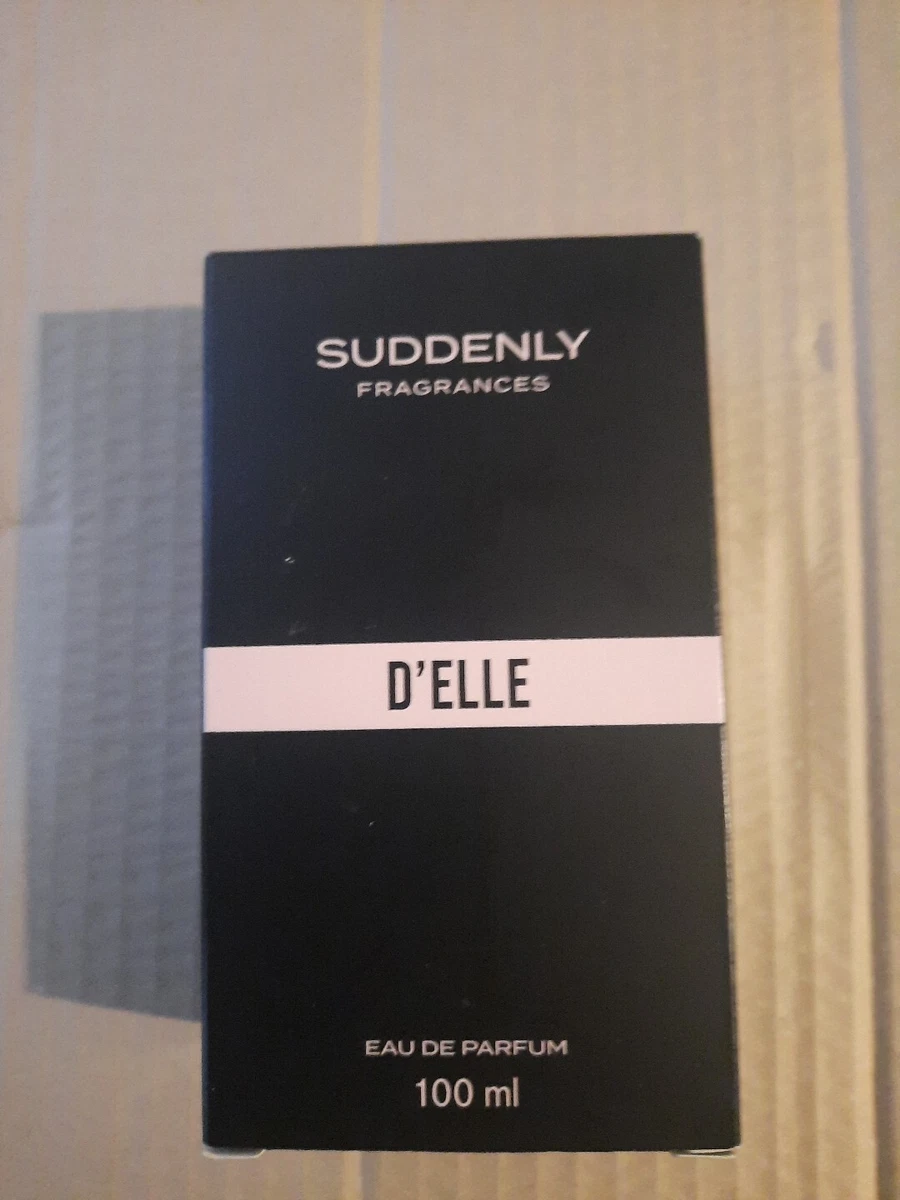 SUDDENLY
FRAGRANCES
D'ELLE
EAU DE PARFUM
100 ml